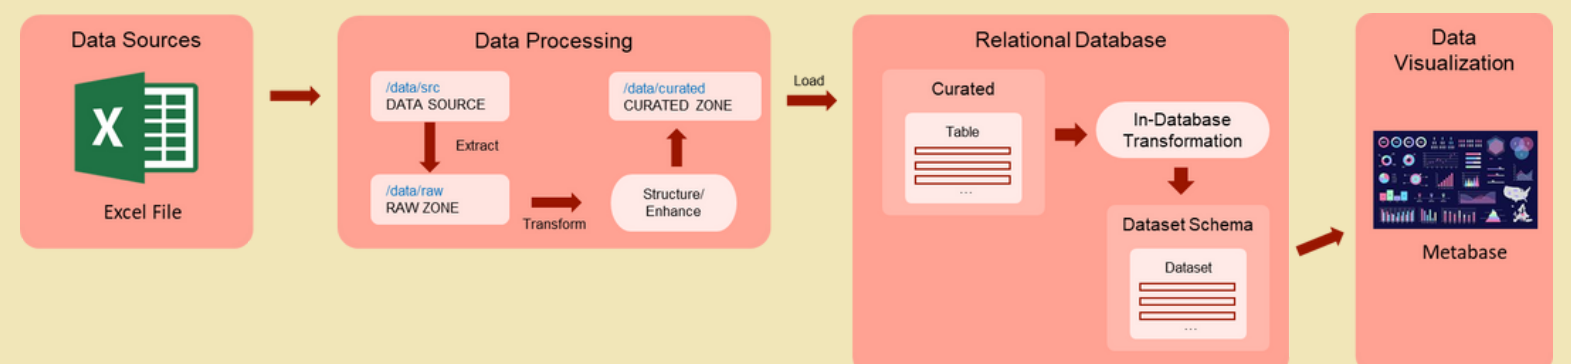 Data Sources
X
Excel File
Data Processing
/data/src
DATA SOURCE
Extract
/data/raw
RAW ZONE
Transform
Structure/
Enhance
/data/curated
CURATED ZONE
Load
Relational Database
Curated
Table
...
In-Database
Transformation
Dataset Schema
Dataset
...
Data
Visualization
Metabase